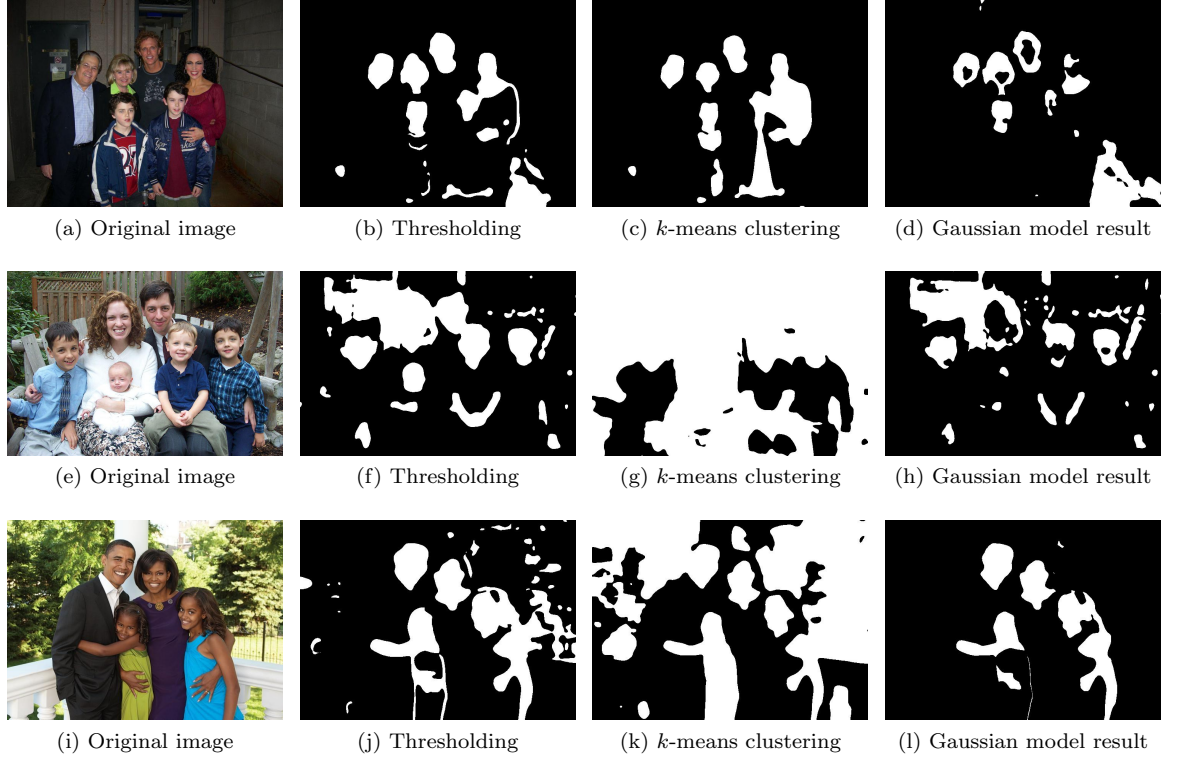 (a) Original image
(b) Thresholding
(c) k-means clustering
(d) Gaussian model result
(e) Original image
(f) Thresholding
(g) k-means clustering
(h) Gaussian model result
(i) Original image
(j) Thresholding
(k) k-means clustering
(l) Gaussian model result